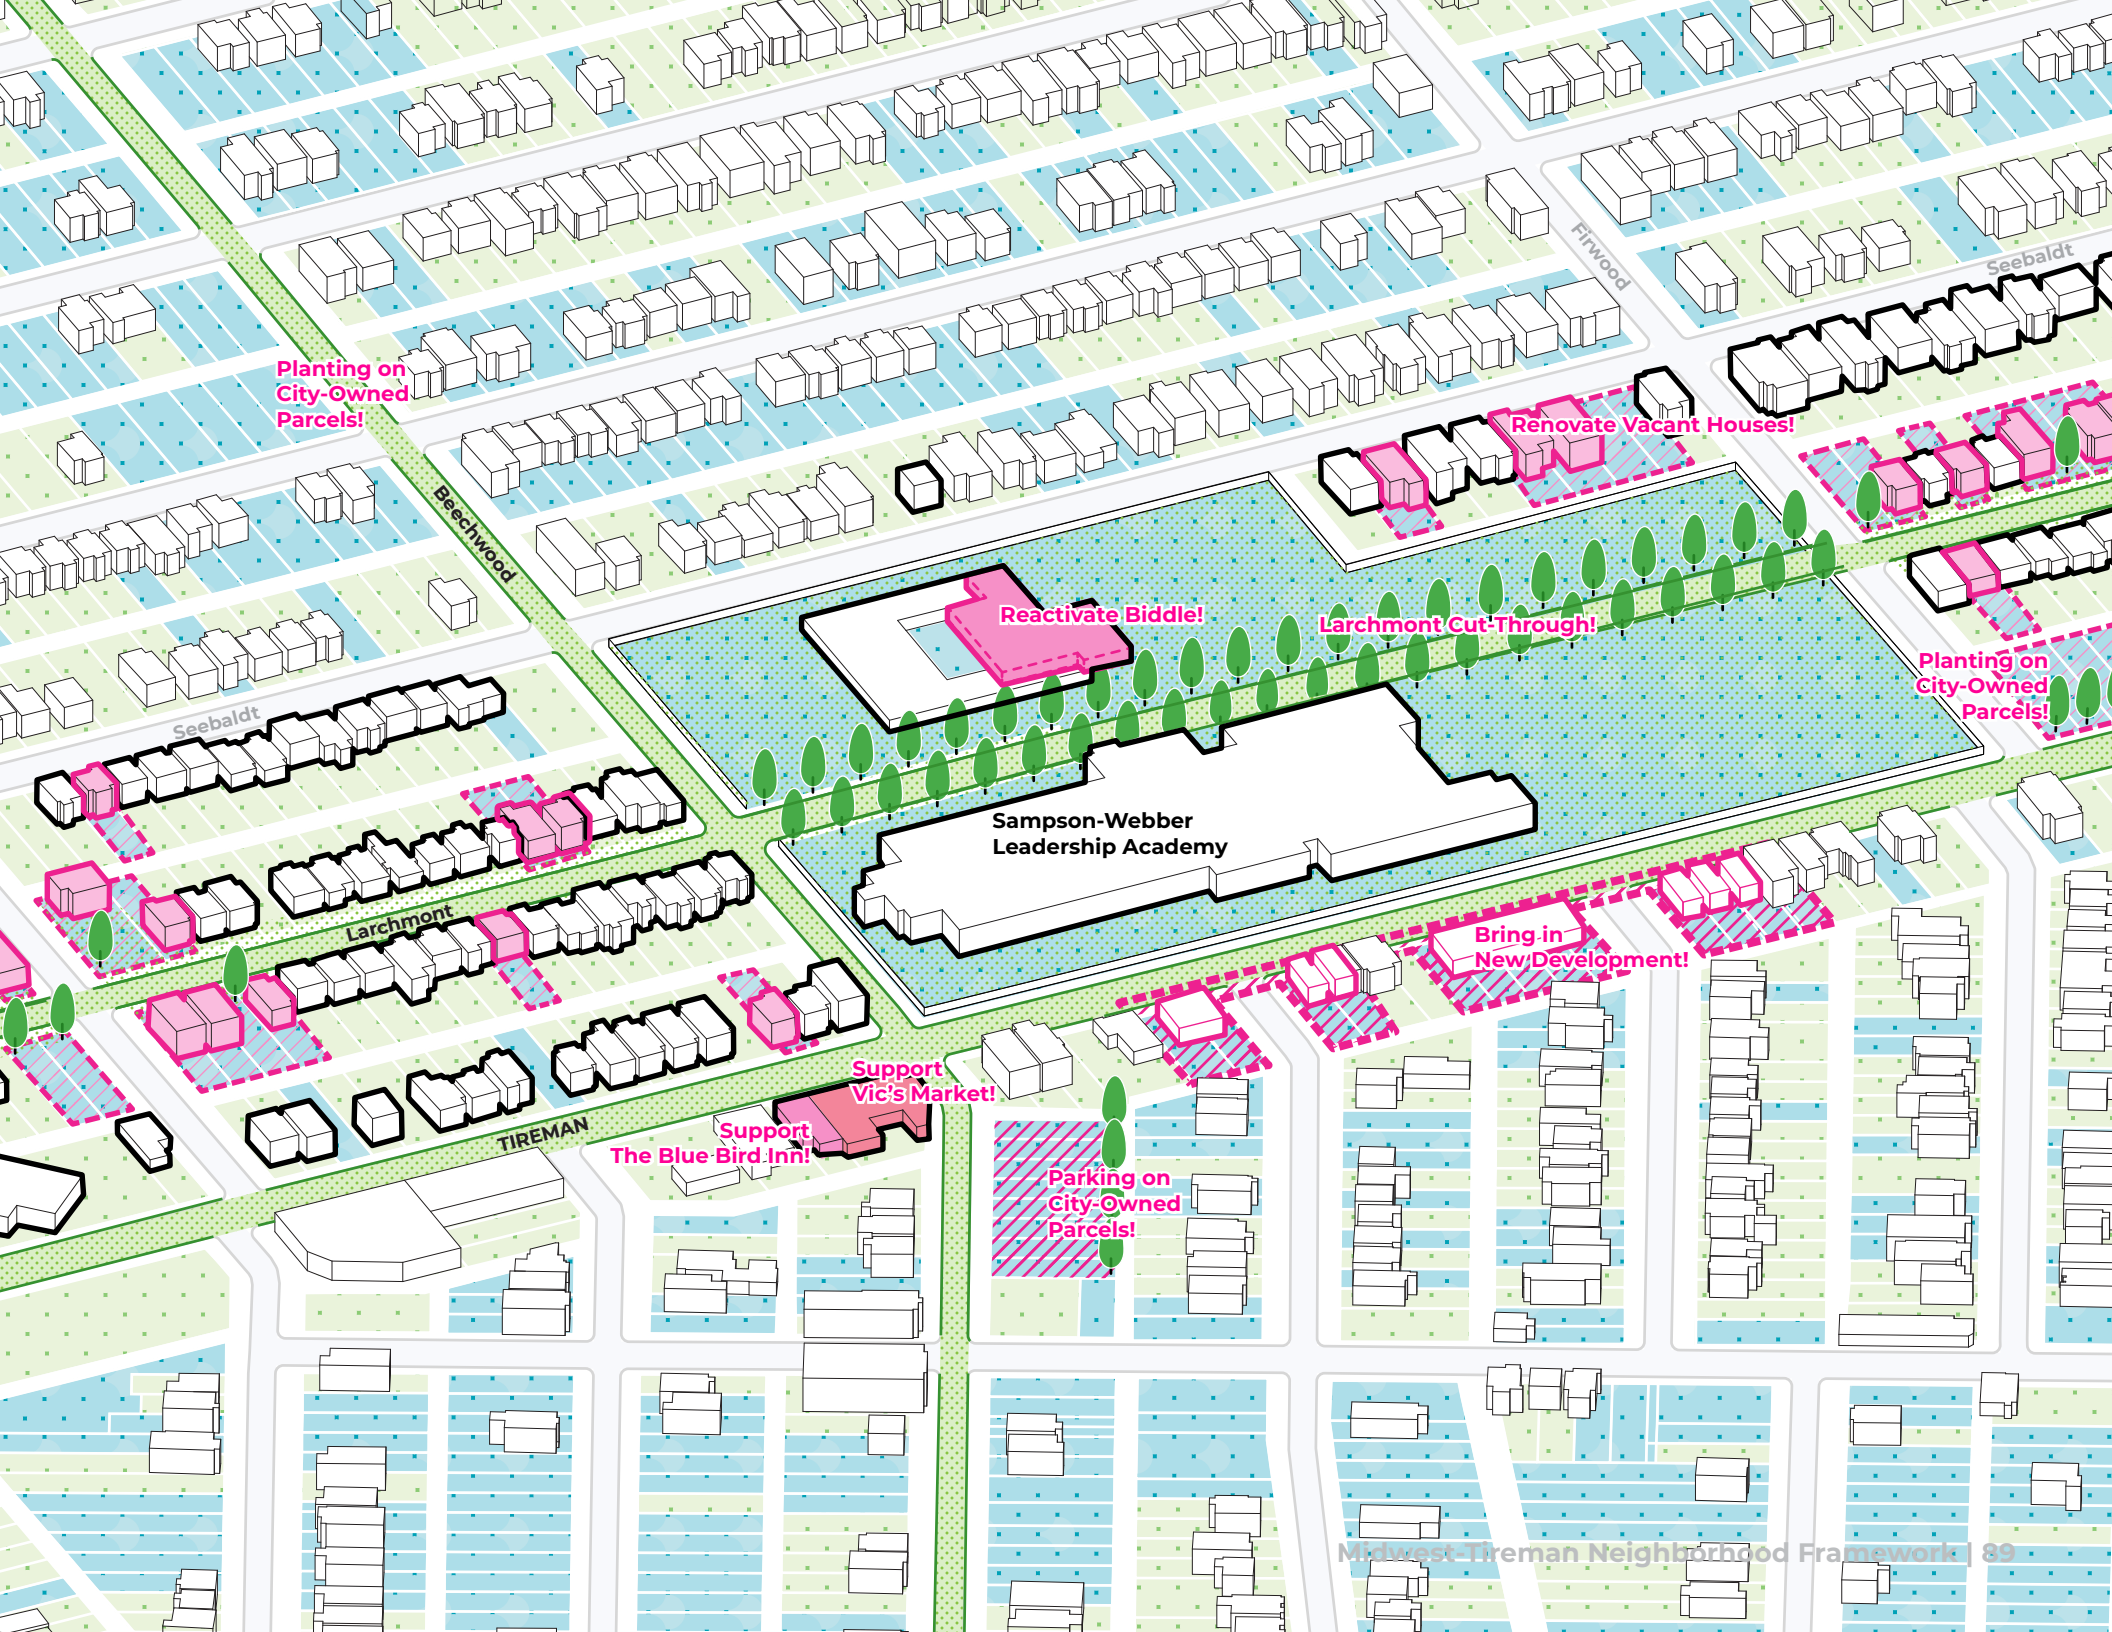 Firwood
Seebaldt
Planting on
City-Owned
Parcels!
Renovate Vacant Houses!
Beechwood
Reactivate Biddle!
Larchmont Cut-Through!
Planting on
City-Owned
Parcels!
Seebaldt
Sampson-Webber
Leadership Academy
Larchmont
Bring in
New Development!
Support
Vic's Market!
TIREMAN
Support
The Blue Bird Inn!
Parking on
City-Owned
Parcels!
Midwest-Tireman Neighborhood Framework | 89